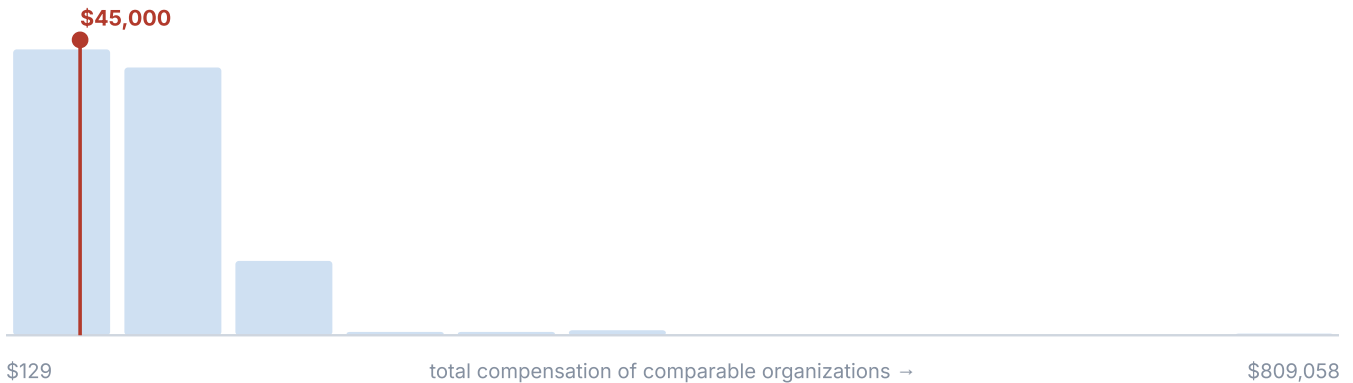 $45,000
$129 total compensation of comparable organizations → $809,058